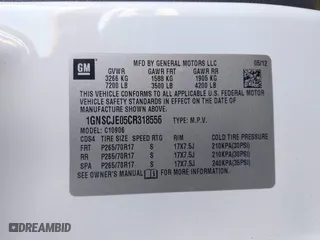 GM
MFD BY GENERAL MOTORS LLC 05/12
GVWR GAWR FRT GAWR RR
3266 KG 1588 KG 1905 KG
7200 LB 3500 LB 4200 LB
THIS VEHICLE CONFORMS TO ALL APPLICABLE U.S. FEDERAL MOTOR
VEHICLE SAFETY AND THEFT PREVENTION STANDARDS IN EFFECT
ON THE DATE OF MANUFACTURE SHOWN ABOVE.
1GNSCJE05CR318556 TYPE: M.P.V.
MODEL: C10906
CDS4 TIRE SIZE SPEED RTG RIM COLD TIRE PRESSURE
FRT P265/70R17 S 17X7.5J 210KPA(30PSI)
RR P265/70R17 S 17X7.5J 210KPA(30PSI)
SPA P265/70R17 S 17X7.5J 240KPA(35PSI)
SEE OWNER'S MANUAL FOR MORE INFORMATION.
DREAMBID